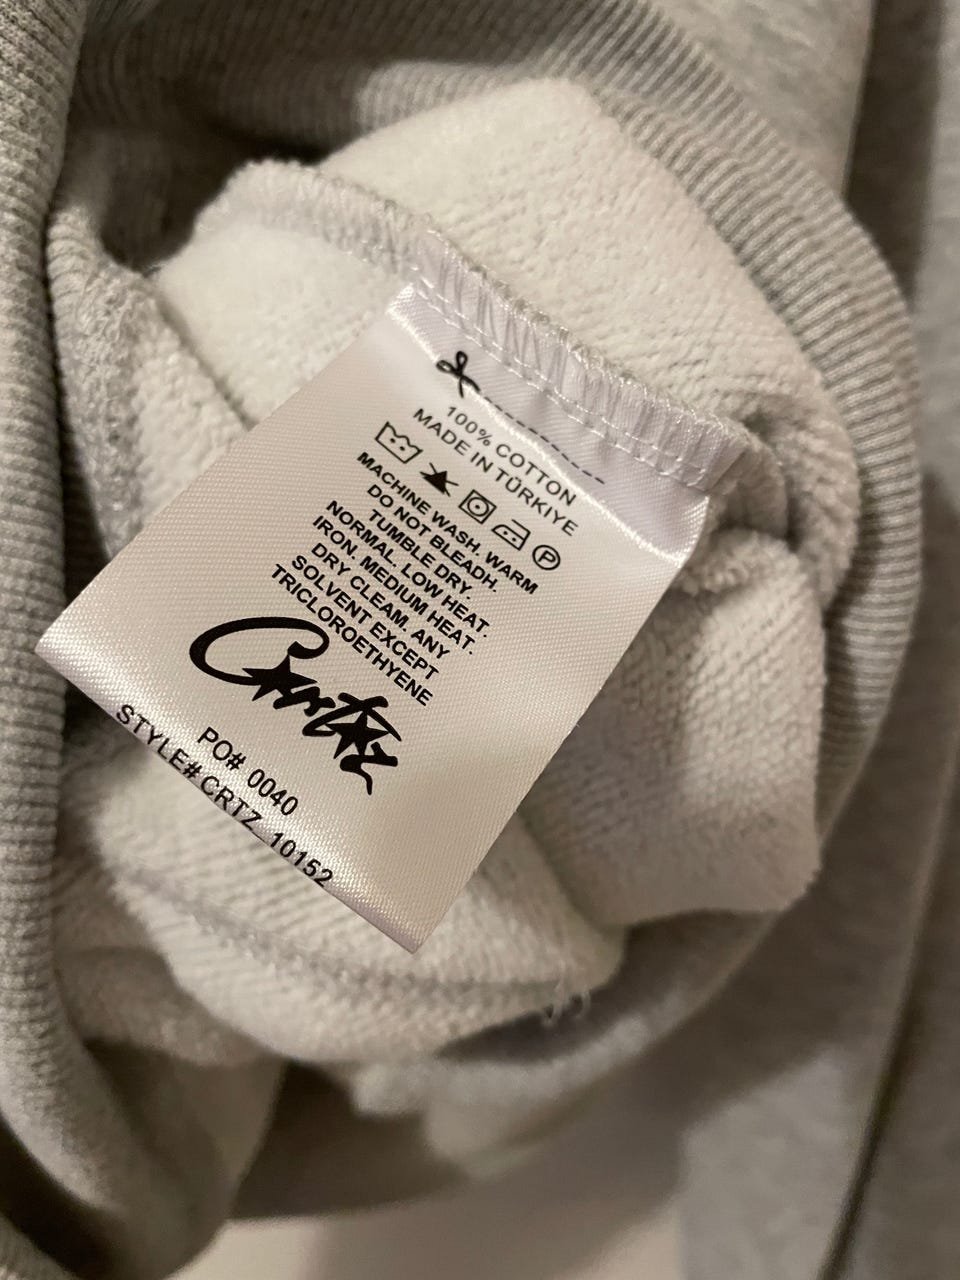 100% COTTON
MADE IN TÜRKIYE
P
MACHINE WASH. WARM
DO NOT BLEADH.
TUMBLE DRY.
NORMAL. LOW HEAT.
IRON. MEDIUM HEAT.
DRY CLEAM. ANY
SOLVENT EXCEPT
TRICLOROETHYENE
Crrtz
PO# 0040
STYLE# CRTZ_10152